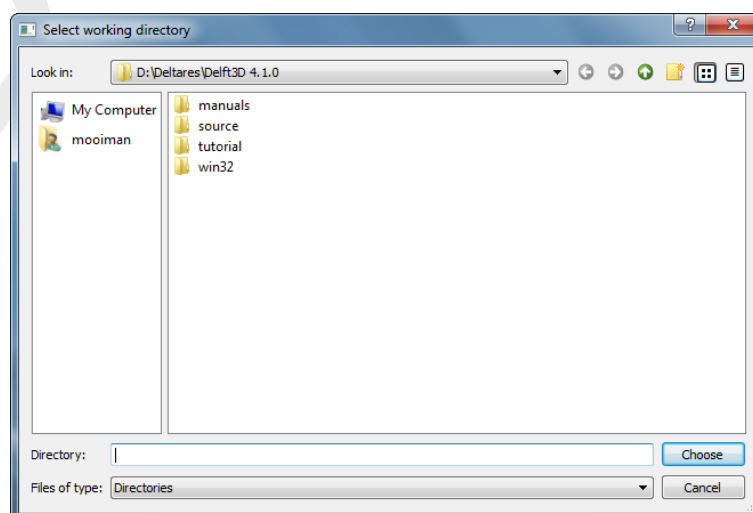 Select working directory
Look in:
D:\Deltares\Delft3D 4.1.0
My Computer
mooiman
manuals
source
tutorial
win32
Directory:
Choose
Files of type:
Directories
Cancel